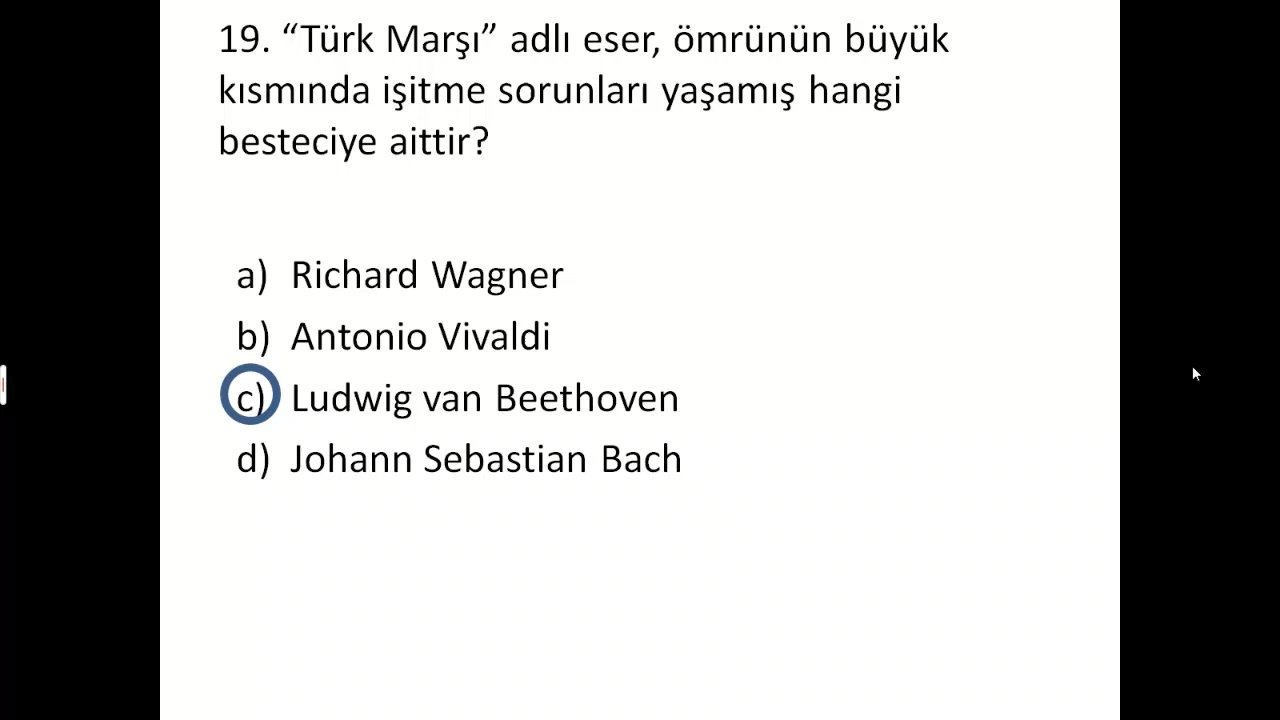 19. “Türk Marşı” adlı eser, ömrünün büyük
kısmında işitme sorunları yaşamış hangi
besteciye aittir?
a) Richard Wagner
b) Antonio Vivaldi
c) Ludwig van Beethoven
d) Johann Sebastian Bach